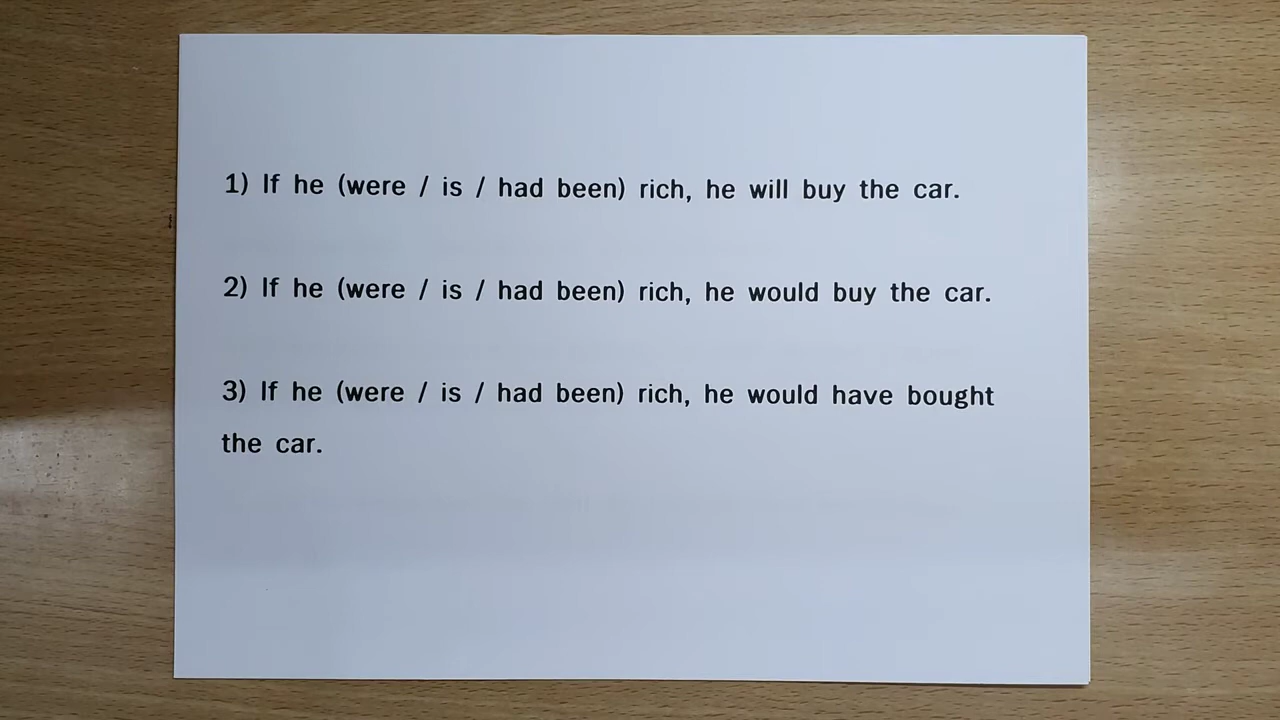 1) If he (were / is / had been) rich, he will buy the car.
2) If he (were / is / had been) rich, he would buy the car.
3) If he (were / is / had been) rich, he would have bought
the car.